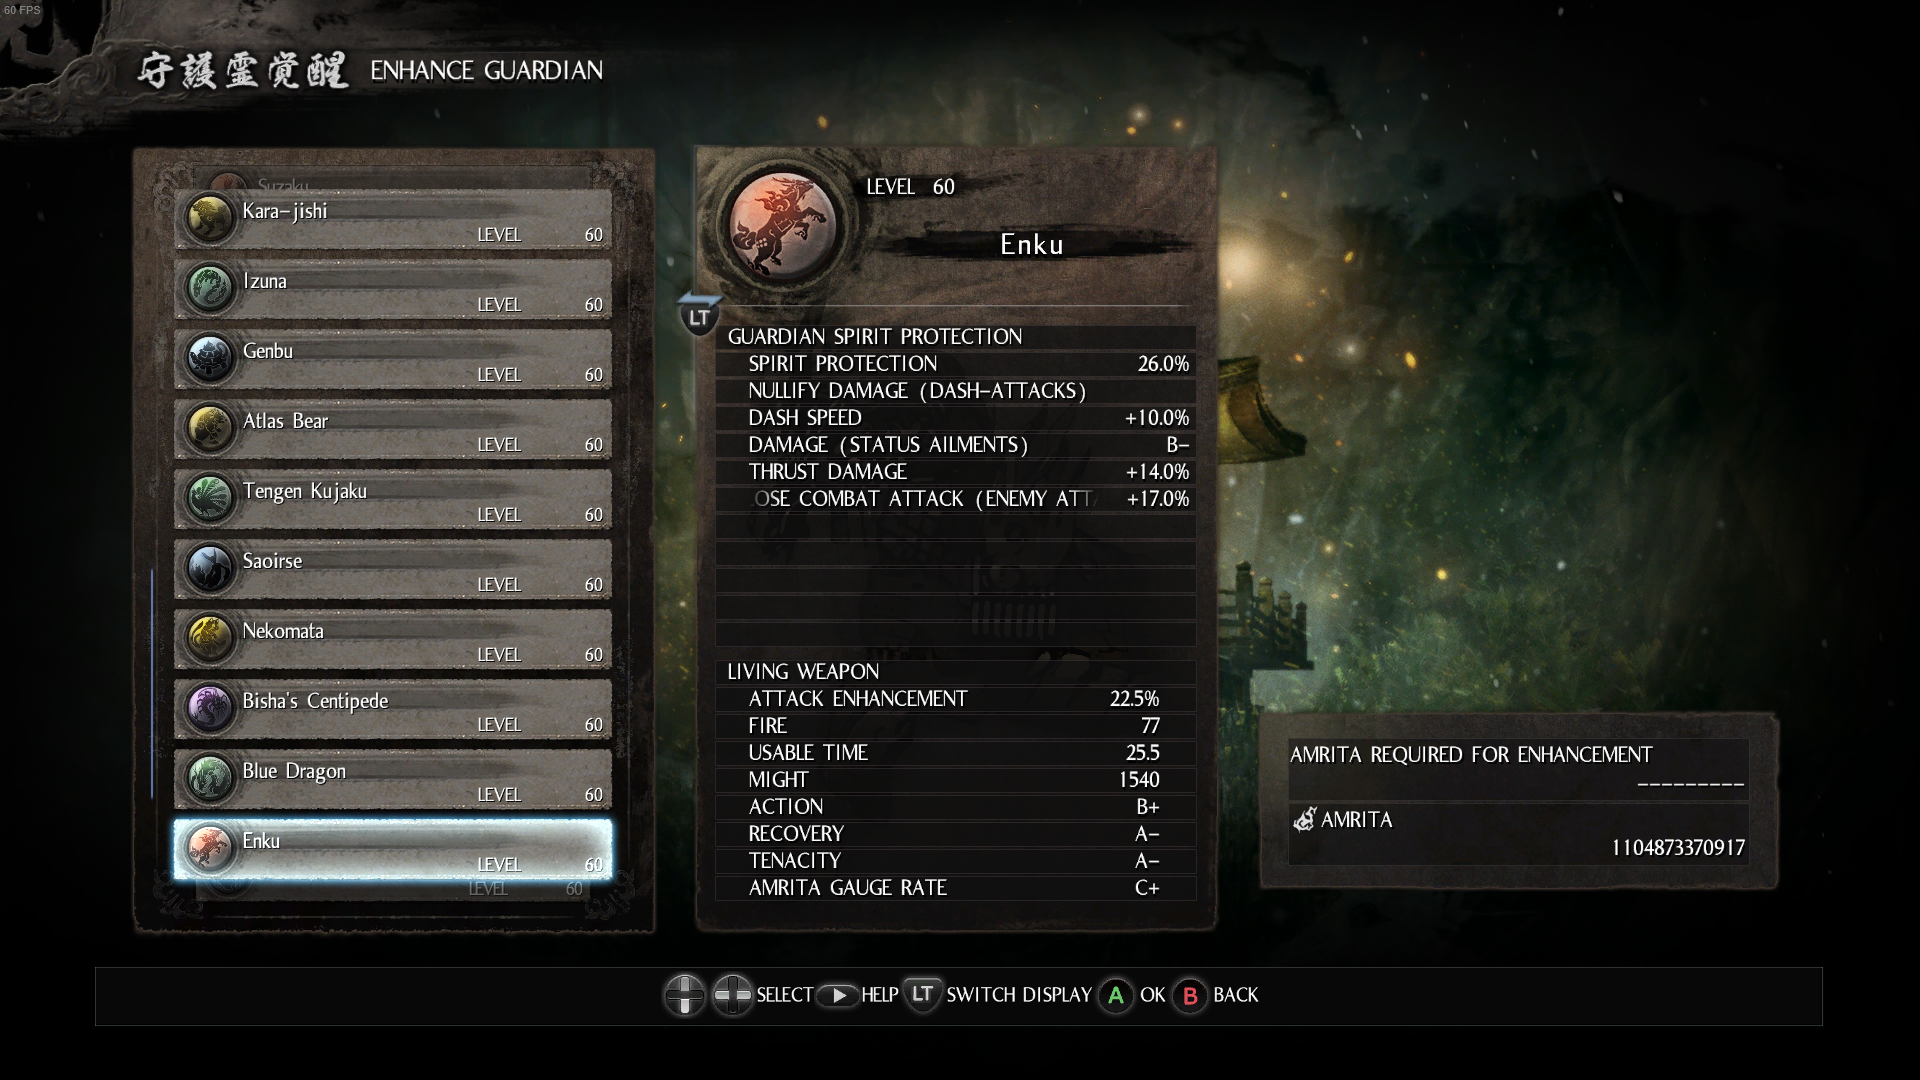 60 FPS
守護霊覚醒 ENHANCE GUARDIAN
Suzaku
Kara-jishi
LEVEL 60
Izuna
LEVEL 60
Genbu
LEVEL 60
Atlas Bear
LEVEL 60
Tengen Kujaku
LEVEL 60
Saoirse
LEVEL 60
Nekomata
LEVEL 60
Bisha's Centipede
LEVEL 60
Blue Dragon
LEVEL 60
Enku
LEVEL 60
LEVEL 60
LEVEL 60
Enku
LT
GUARDIAN SPIRIT PROTECTION
SPIRIT PROTECTION 26.0%
NULLIFY DAMAGE (DASH-ATTACKS)
DASH SPEED +10.0%
DAMAGE (STATUS AILMENTS) B-
THRUST DAMAGE +14.0%
OSE COMBAT ATTACK (ENEMY ATT +17.0%
LIVING WEAPON
ATTACK ENHANCEMENT 22.5%
FIRE 77
USABLE TIME 25.5
MIGHT 1540
ACTION B+
RECOVERY A-
TENACITY A-
AMRITA GAUGE RATE C+
AMRITA REQUIRED FOR ENHANCEMENT
---------
AMRITA
1104873370917
SELECT HELP LT SWITCH DISPLAY A OK B BACK